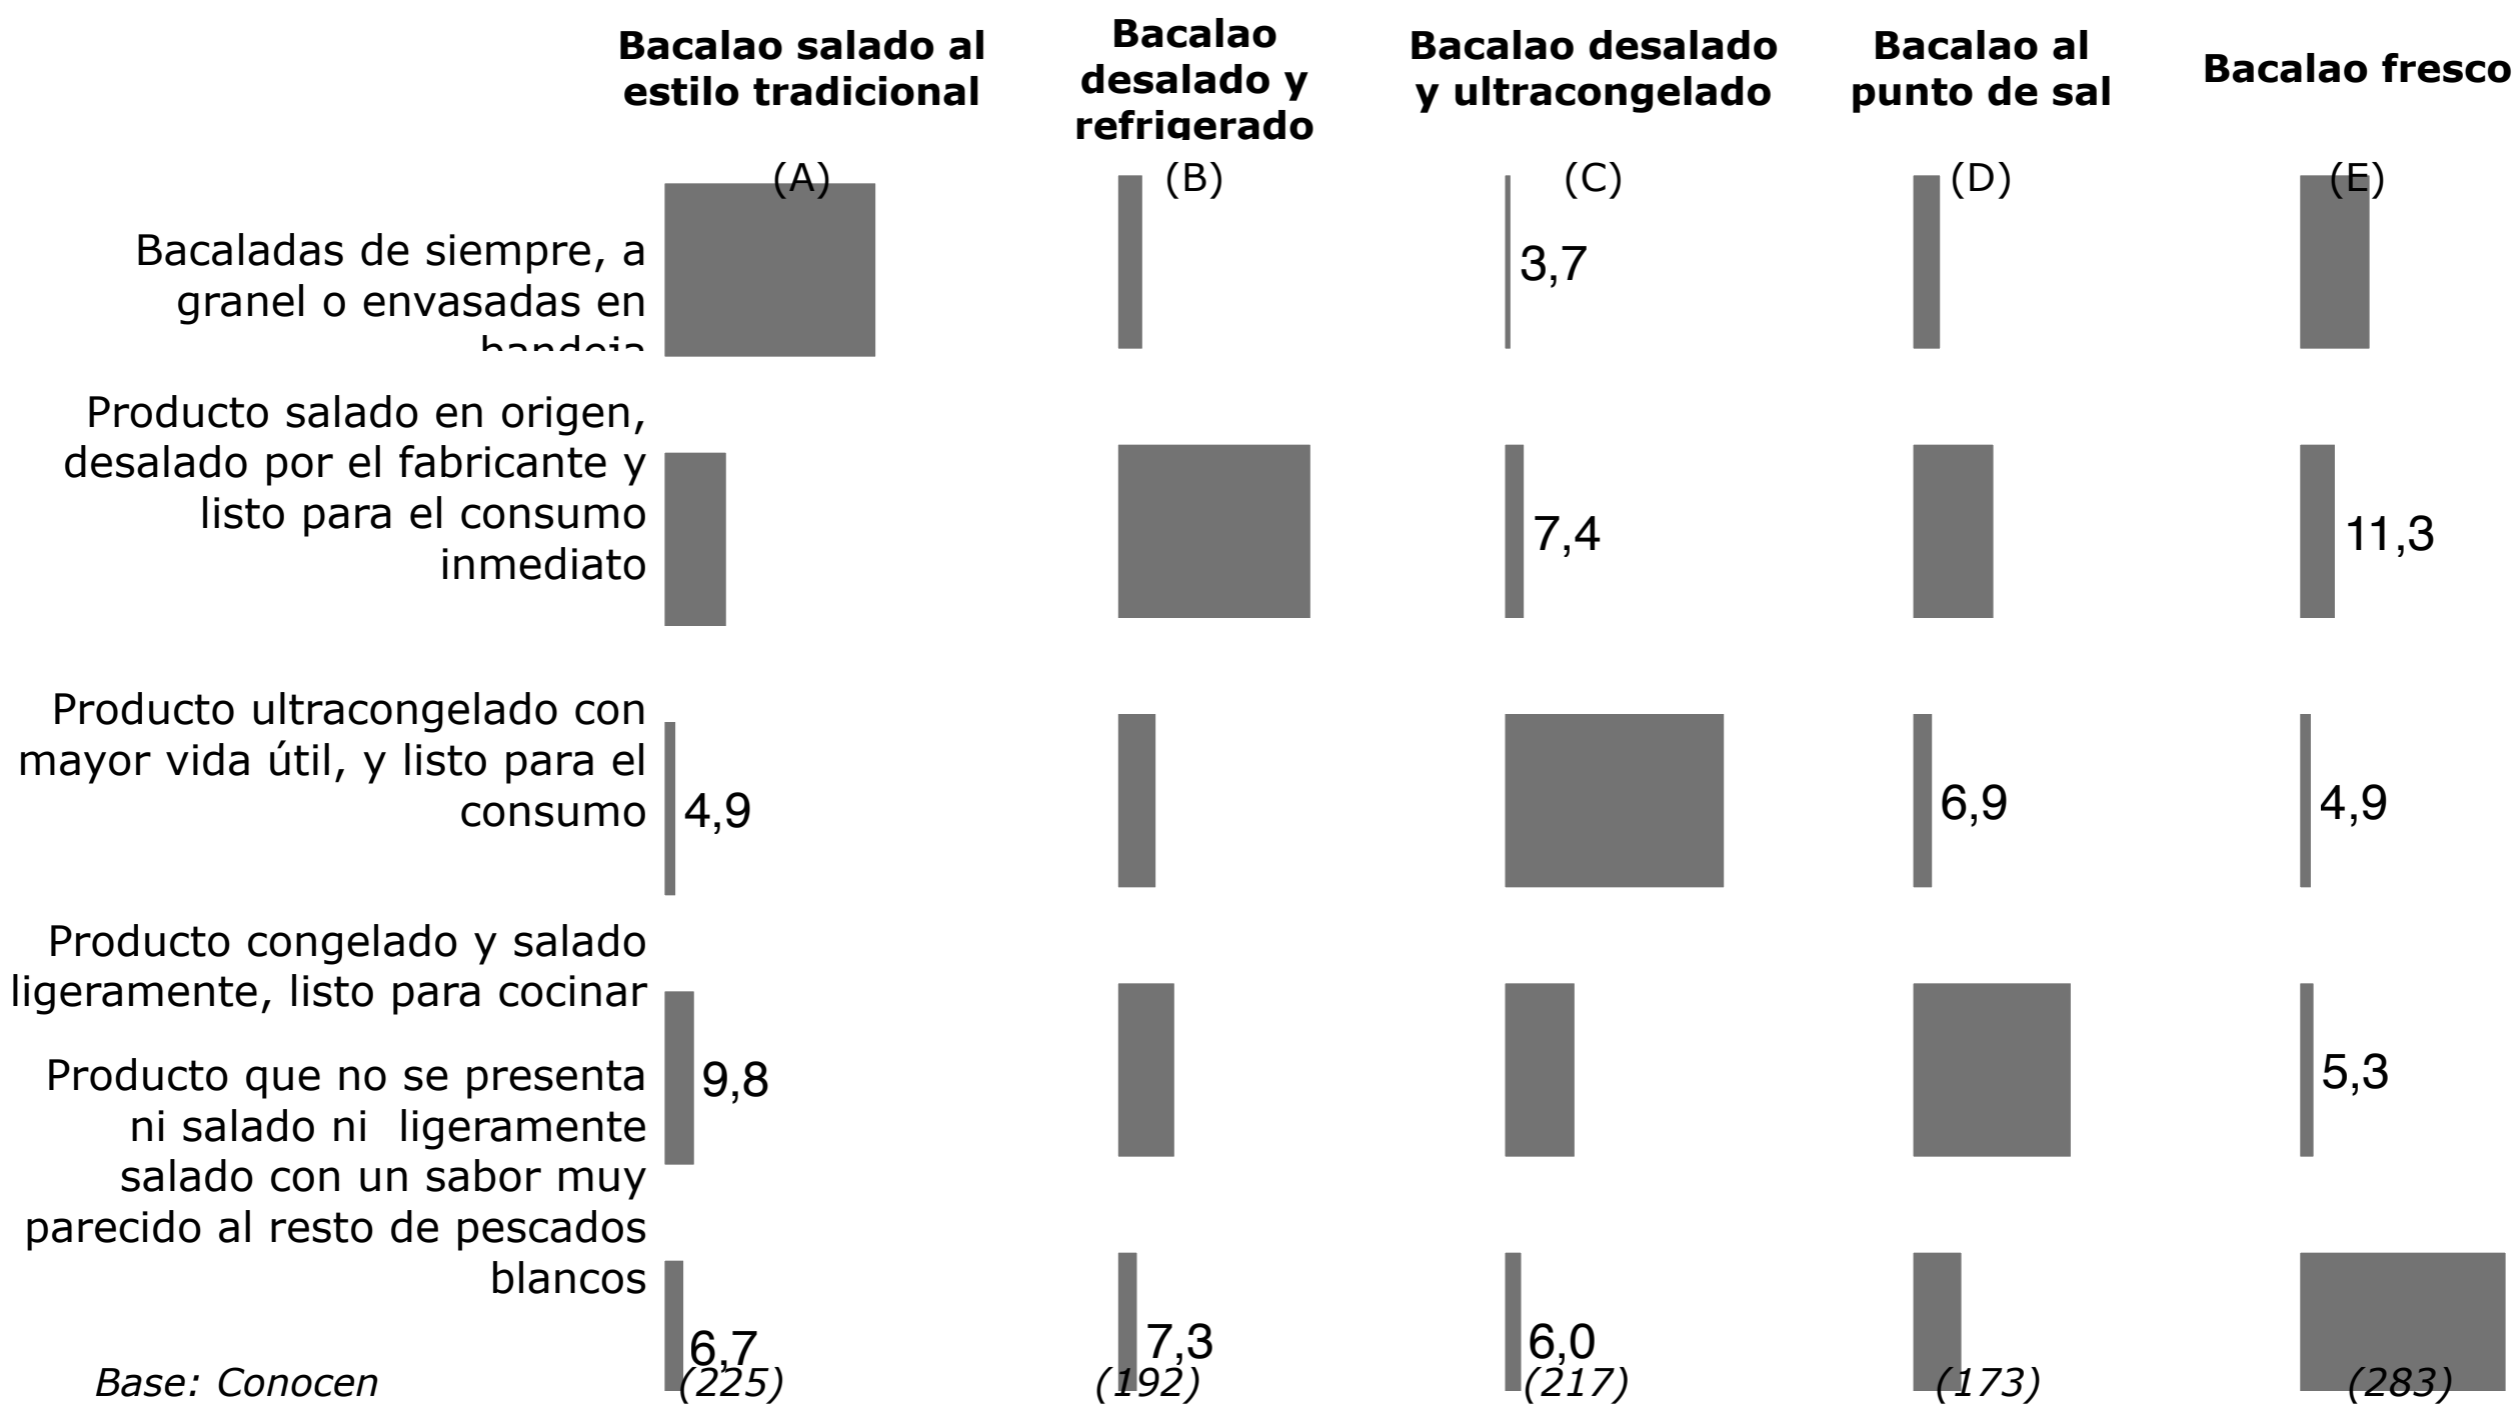 Bacalao salado al
estilo tradicional
Bacalao
desalado y
refrigerado
Bacalao desalado
y ultracongelado
Bacalao al
punto de sal
Bacalao fresco
(A)
(B)
(C)
(D)
(E)
Bacaladas de siempre, a
granel o envasadas en
bandeja
3,7
Producto salado en origen,
desalado por el fabricante y
listo para el consumo
inmediato
7,4
11,3
Producto ultracongelado con
mayor vida útil, y listo para el
consumo
4,9
6,9
4,9
Producto congelado y salado
ligeramente, listo para cocinar
9,8
5,3
Producto que no se presenta
ni salado ni  ligeramente
salado con un sabor muy
parecido al resto de pescados
blancos
6,7
7,3
6,0
Base: Conocen
(225)
(192)
(217)
(173)
(283)